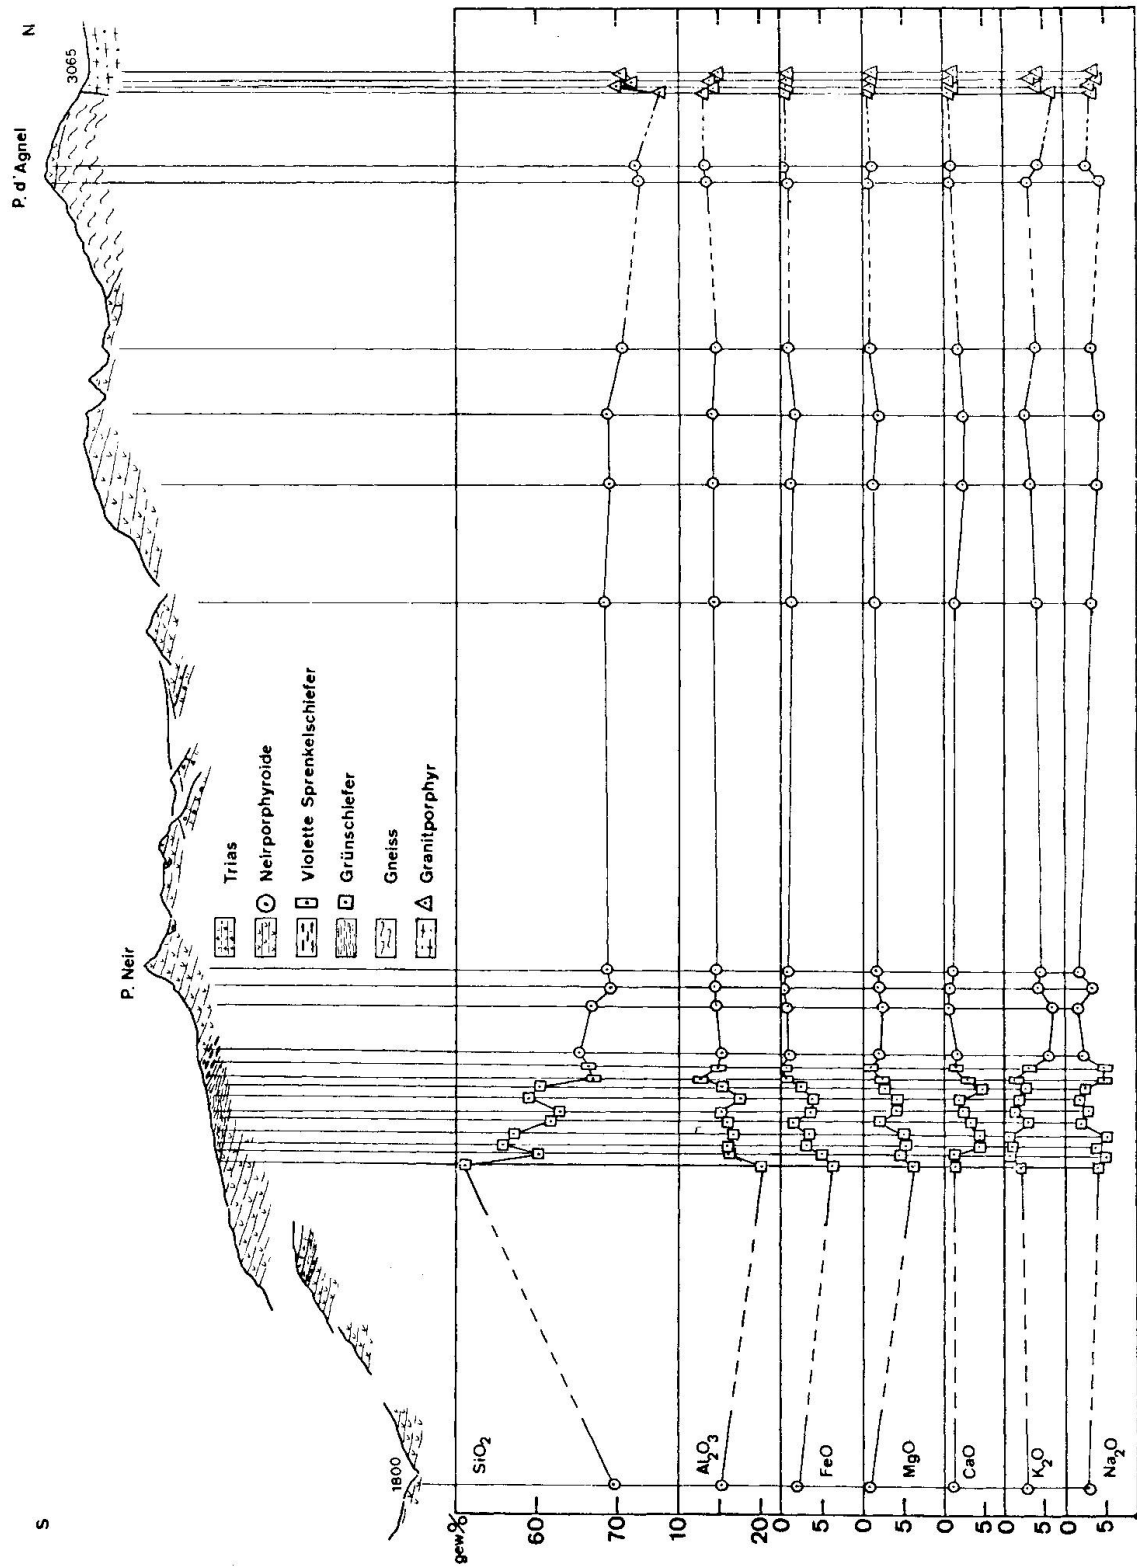 S
N
P. d'Agnel
3065
P. Neir
1800
Trias
Neirporphyroide
Violette Sprenkelschiefer
Grünschiefer
Gneiss
Granitporphyr
gew.%
SiO2
60
70
Al2O3
10
20
FeO
0
5
MgO
0
5
CaO
0
5
K2O
0
5
Na2O
0
5